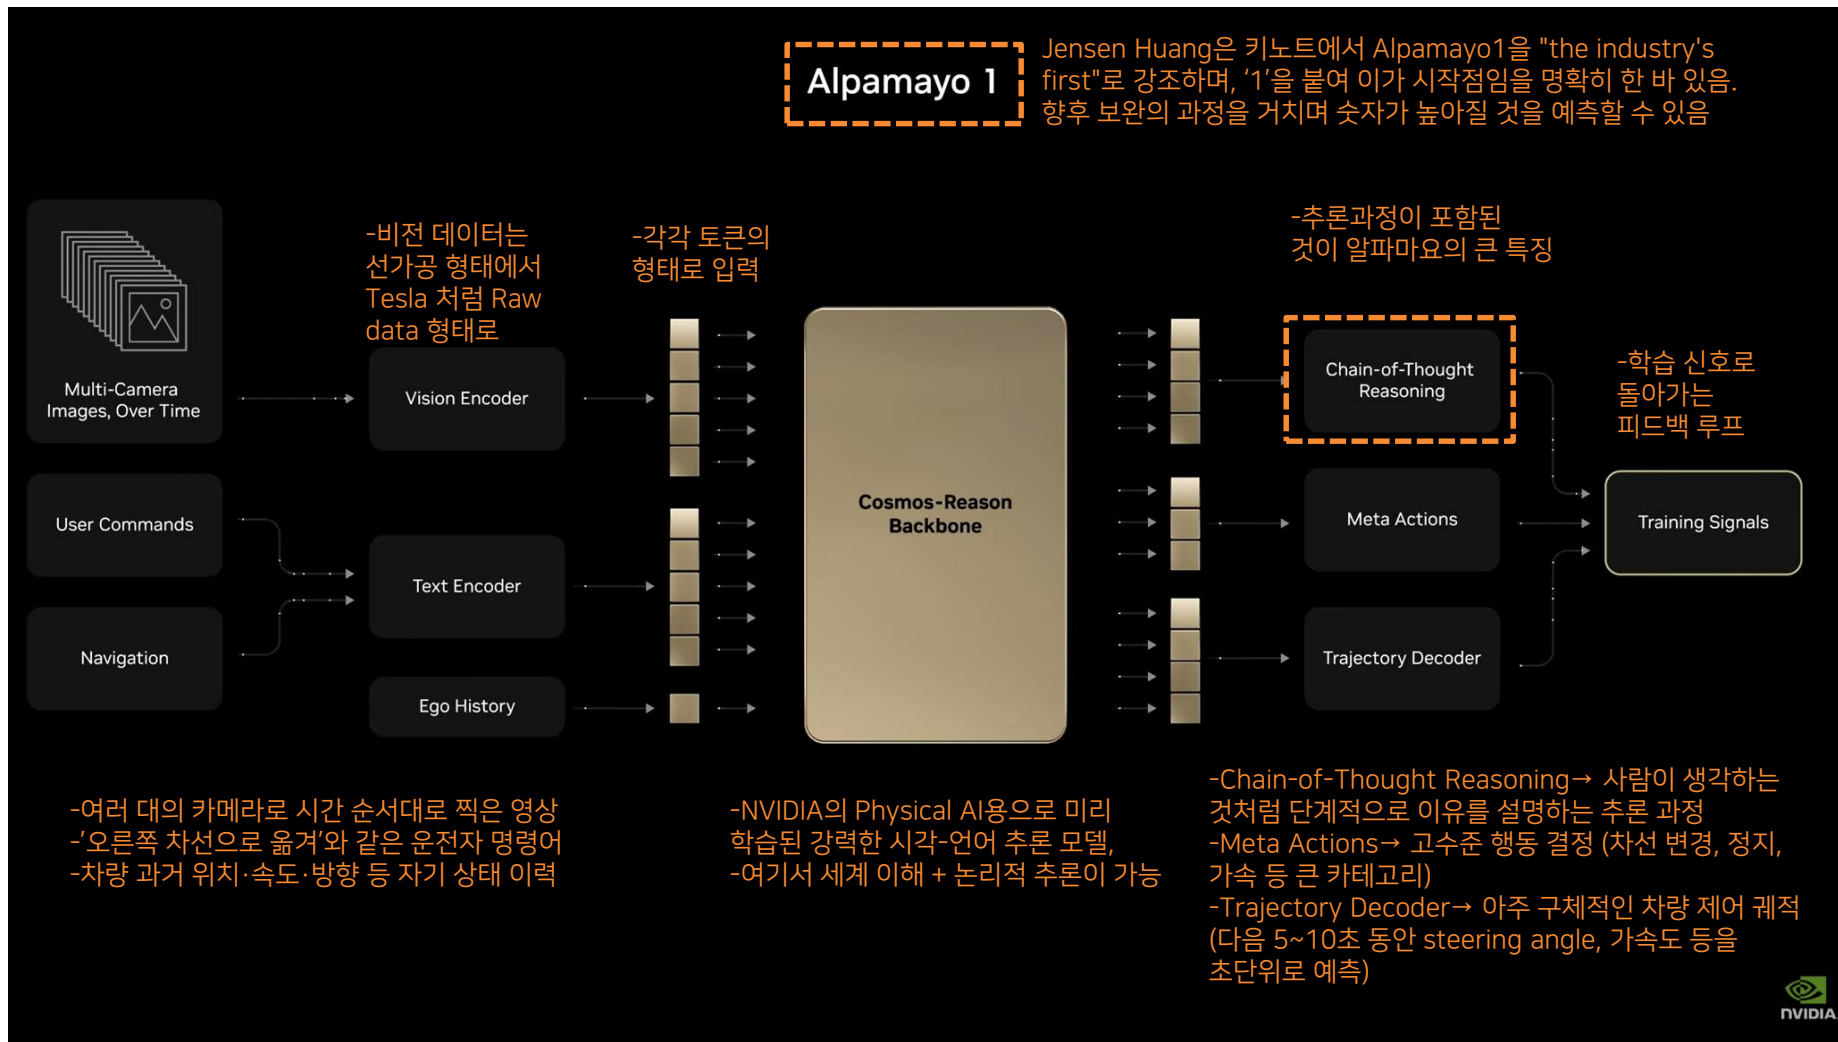 Alpamayo 1
Jensen Huang은 키노트에서 Alpamayo1을 "the industry's
first"로 강조하며, ‘1’을 붙여 이가 시작점임을 명확히 한 바 있음.
향후 보완의 과정을 거치며 숫자가 높아질 것을 예측할 수 있음
-비전 데이터는
선가공 형태에서
Tesla 처럼 Raw
data 형태로
-각각 토큰의
형태로 입력
-추론과정이 포함된
것이 알파마요의 큰 특징
-학습 신호로
돌아가는
피드백 루프
Multi-Camera
Images, Over Time
Vision Encoder
User Commands
Text Encoder
Navigation
Ego History
Cosmos-Reason
Backbone
Chain-of-Thought
Reasoning
Meta Actions
Trajectory Decoder
Training Signals
-여러 대의 카메라로 시간 순서대로 찍은 영상
-‘오른쪽 차선으로 옮겨’와 같은 운전자 명령어
-차량 과거 위치·속도·방향 등 자기 상태 이력
-NVIDIA의 Physical AI용으로 미리
학습된 강력한 시각-언어 추론 모델,
-여기서 세계 이해 + 논리적 추론이 가능
-Chain-of-Thought Reasoning→ 사람이 생각하는
것처럼 단계적으로 이유를 설명하는 추론 과정
-Meta Actions→ 고수준 행동 결정 (차선 변경, 정지,
가속 등 큰 카테고리)
-Trajectory Decoder→ 아주 구체적인 차량 제어 궤적
(다음 5~10초 동안 steering angle, 가속도 등을
초단위로 예측)
NVIDIA